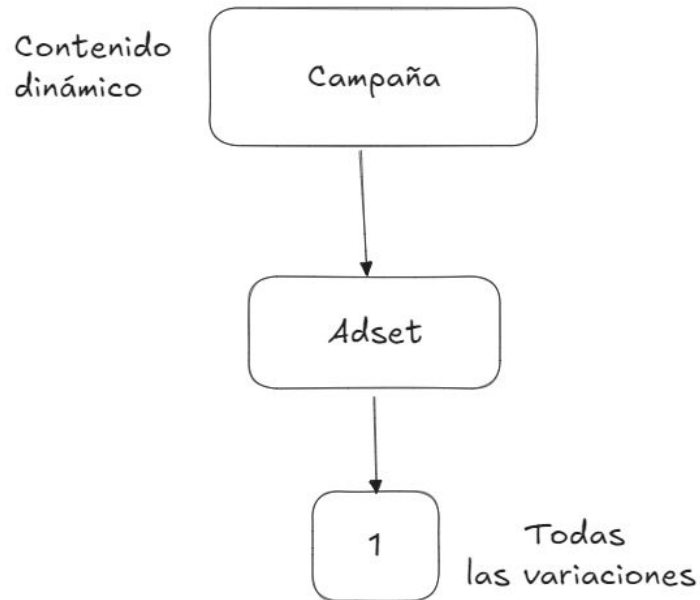 Contenido
dinámico
Campaña
Adset
1
Todas
las variaciones